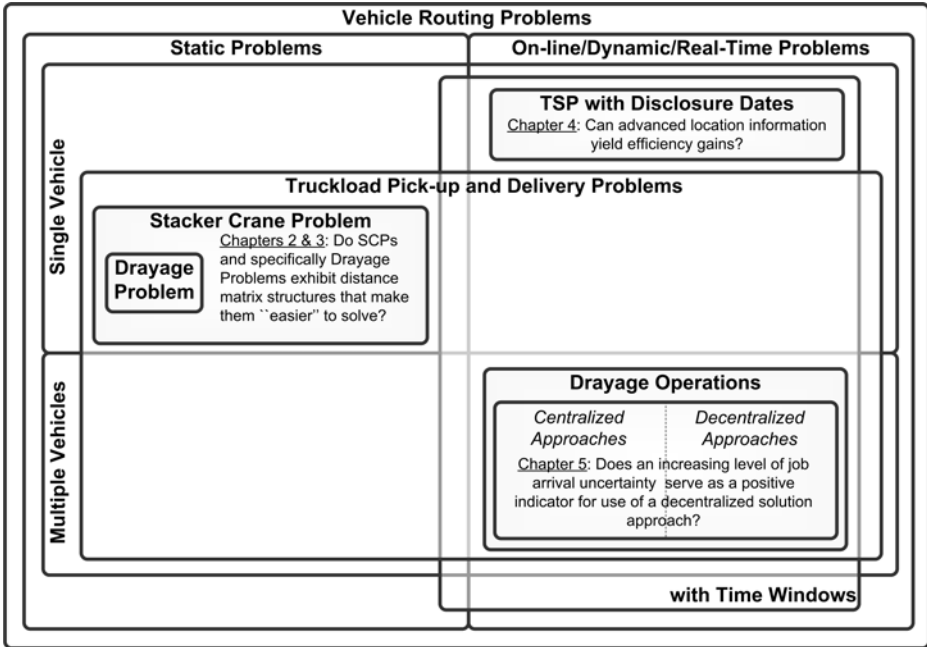 Vehicle Routing Problems
Static Problems
On-line/Dynamic/Real-Time Problems
Single Vehicle
TSP with Disclosure Dates
Chapter 4: Can advanced location information
yield efficiency gains?
Truckload Pick-up and Delivery Problems
Stacker Crane Problem
Drayage
Problem
Chapters 2 & 3: Do SCPs
and specifically Drayage
Problems exhibit distance
matrix structures that make
them ``easier'' to solve?
Multiple Vehicles
Drayage Operations
Centralized
Approaches
Decentralized
Approaches
Chapter 5: Does an increasing level of job
arrival uncertainty serve as a positive
indicator for use of a decentralized solution
approach?
with Time Windows